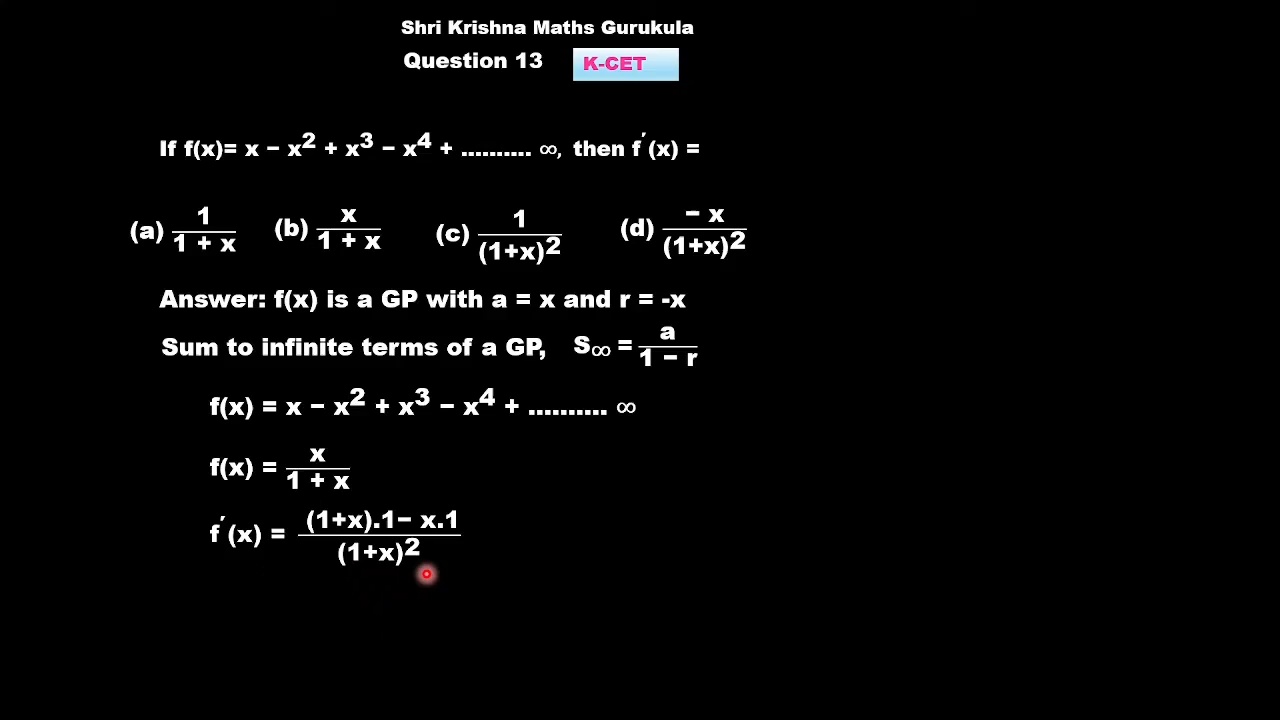 Shri Krishna Maths Gurukula
Question 13 K-CET
If f(x)= x − x² + x³ − x⁴ + .......... ∞, then f′(x) =
(a) 1/(1 + x) (b) x/(1 + x) (c) 1/(1+x)² (d) − x/(1+x)²
Answer: f(x) is a GP with a = x and r = -x
Sum to infinite terms of a GP, S∞ = a/(1 − r)
f(x) = x − x² + x³ − x⁴ + .......... ∞
f(x) = x/(1 + x)
f′(x) = ((1+x).1− x.1)/(1+x)²